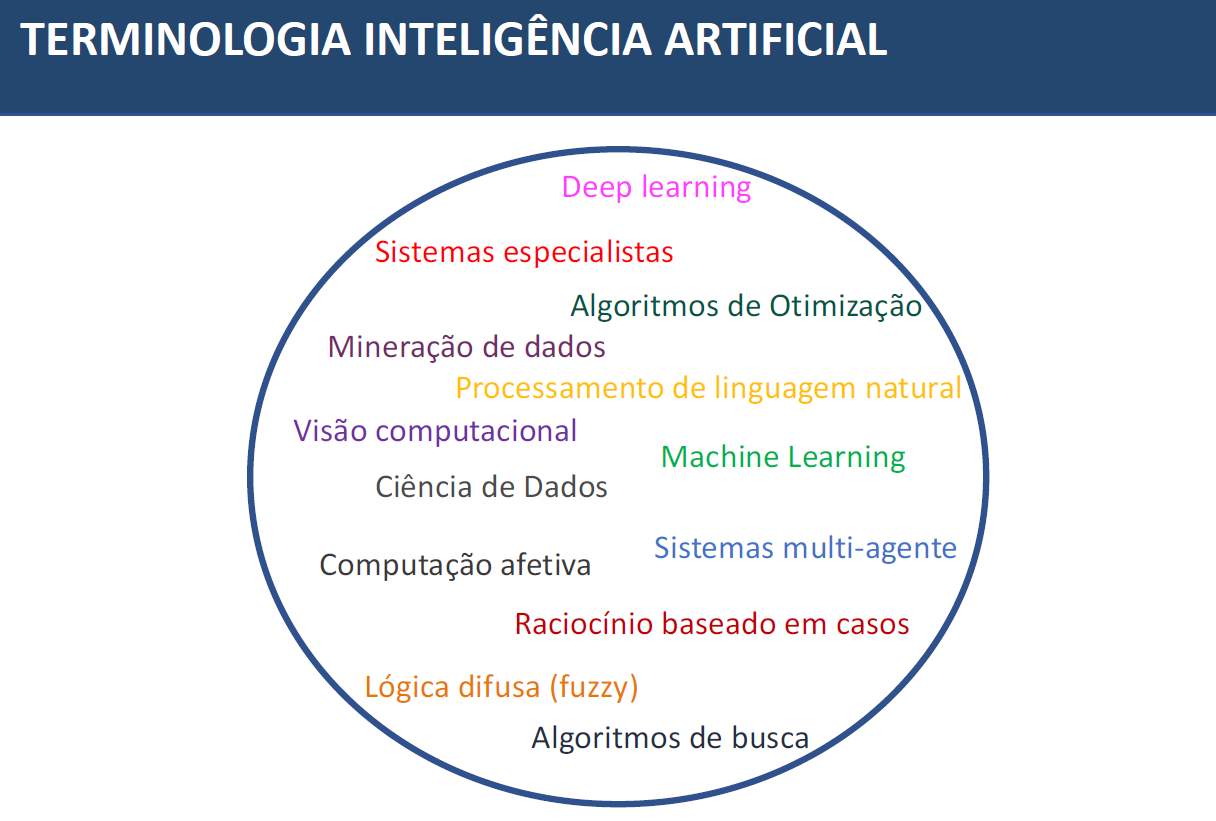 TERMINOLOGIA INTELIGÊNCIA ARTIFICIAL
Deep learning
Sistemas especialistas
Algoritmos de Otimização
Mineração de dados
Processamento de linguagem natural
Visão computacional
Machine Learning
Ciência de Dados
Sistemas multi-agente
Computação afetiva
Raciocínio baseado em casos
Lógica difusa (fuzzy)
Algoritmos de busca